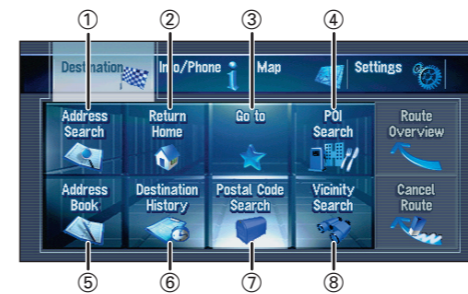 ① ② ③ ④
Destination Info/Phone Map Settings
Address Search
Return Home
Go to
POI Search
Route Overview
Address Book
Destination History
Postal Code Search
Vicinity Search
Cancel Route
⑤ ⑥ ⑦ ⑧